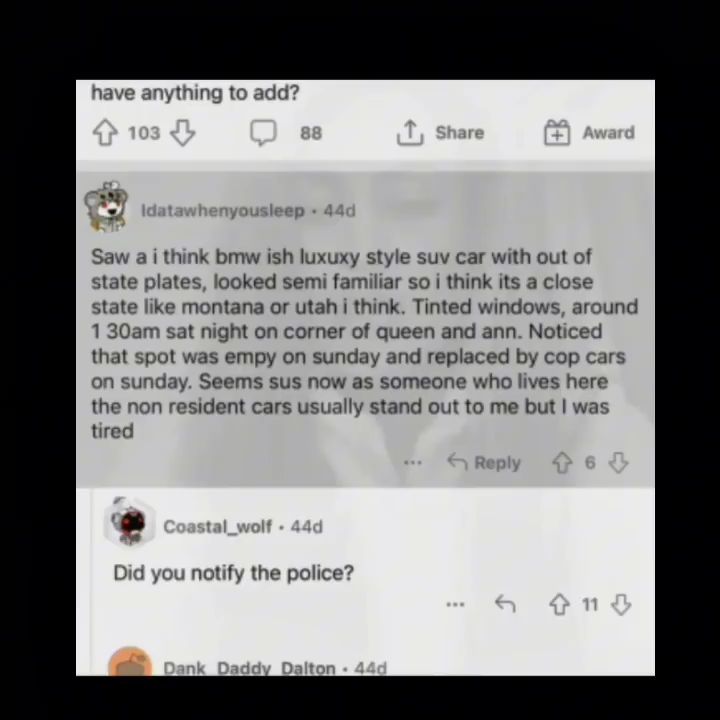 have anything to add?
103 88 Share Award
Idatawhenyousleep • 44d
Saw a i think bmw ish luxuxy style suv car with out of
state plates, looked semi familiar so i think its a close
state like montana or utah i think. Tinted windows, around
1 30am sat night on corner of queen and ann. Noticed
that spot was empy on sunday and replaced by cop cars
on sunday. Seems sus now as someone who lives here
the non resident cars usually stand out to me but I was
tired
... Reply 6
Coastal_wolf • 44d
Did you notify the police?
... 11
Dank_Daddy_Dalton • 44d